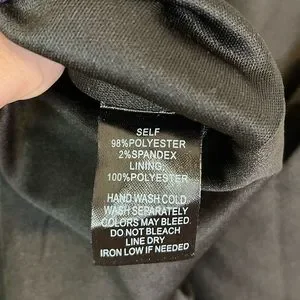 SELF
98%POLYESTER
2%SPANDEX
LINING;
100%POLYESTER
HAND WASH COLD
WASH SEPARATELY
COLORS MAY BLEED.
DO NOT BLEACH
LINE DRY
IRON LOW IF NEEDED